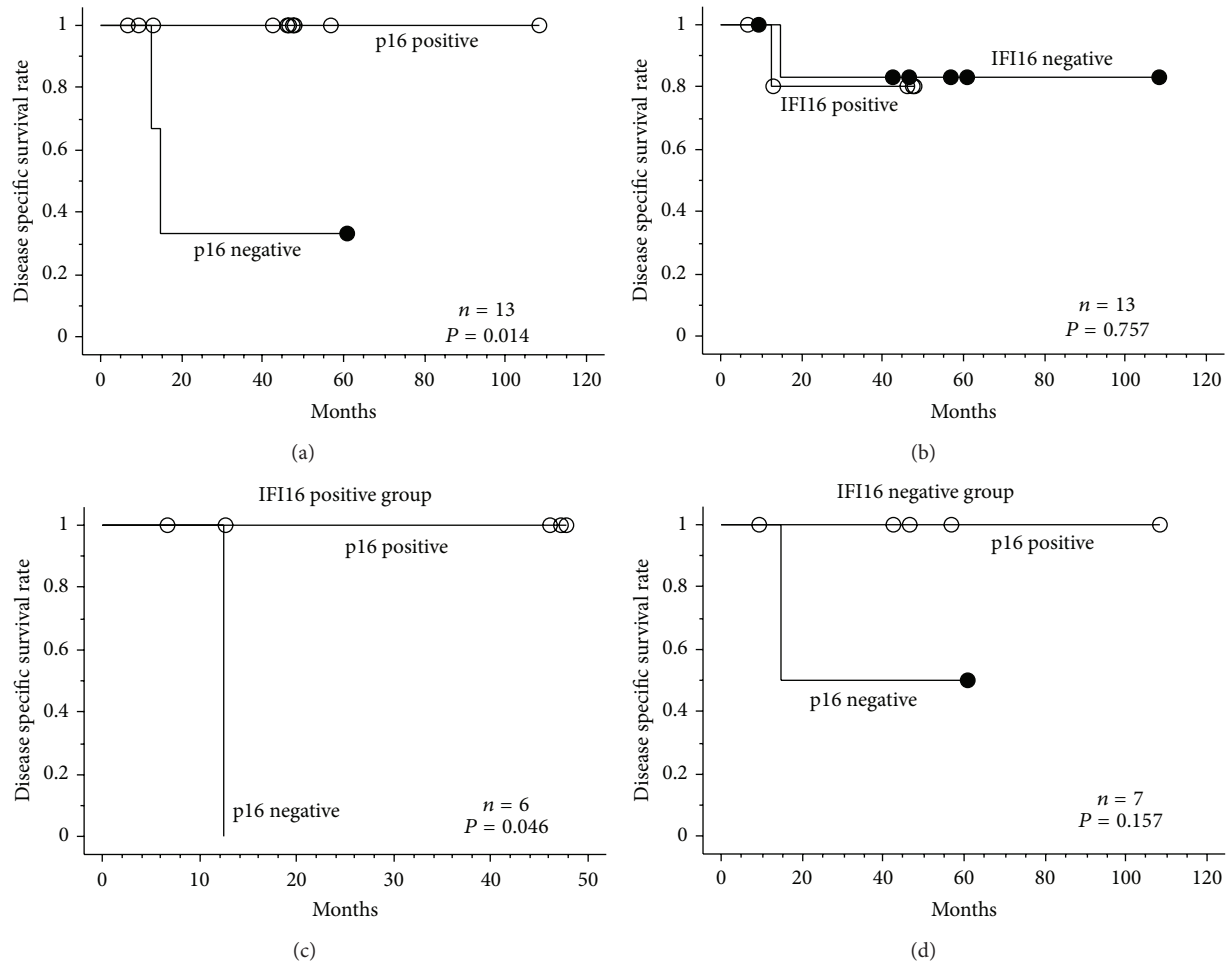 1
p16 positive
0.8
0.6
0.4
p16 negative
0.2
n = 13
P = 0.014
0
0 20 40 60 80 100 120
Months
Disease specific survival rate
(a)
1
IFI16 negative
0.8
IFI16 positive
0.6
0.4
0.2
n = 13
P = 0.757
0
0 20 40 60 80 100 120
Months
Disease specific survival rate
(b)
IFI16 positive group
1
p16 positive
0.8
0.6
0.4
0.2
p16 negative
n = 6
P = 0.046
0
0 10 20 30 40 50
Months
Disease specific survival rate
(c)
IFI16 negative group
1
p16 positive
0.8
0.6
0.4
p16 negative
0.2
n = 7
P = 0.157
0
0 20 40 60 80 100 120
Months
Disease specific survival rate
(d)